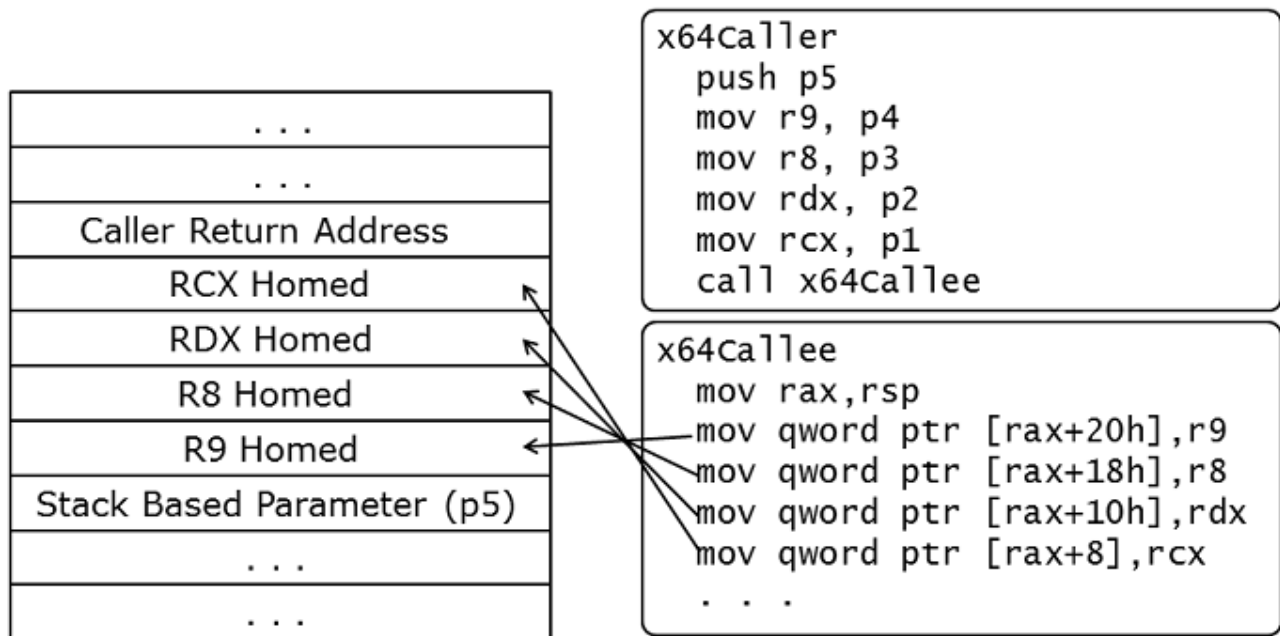 . . .
. . .
Caller Return Address
RCX Homed
RDX Homed
R8 Homed
R9 Homed
Stack Based Parameter (p5)
. . .
. . .
x64Caller
push p5
mov r9, p4
mov r8, p3
mov rdx, p2
mov rcx, p1
call x64Callee
x64Callee
mov rax,rsp
mov qword ptr [rax+20h],r9
mov qword ptr [rax+18h],r8
mov qword ptr [rax+10h],rdx
mov qword ptr [rax+8],rcx
. . .